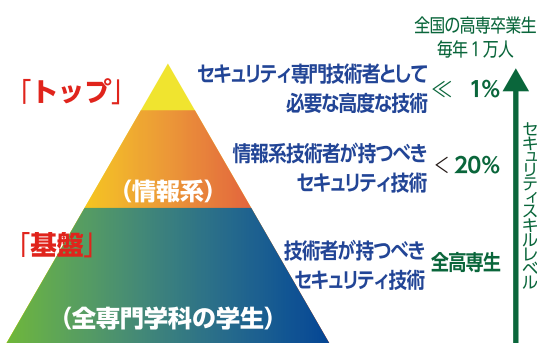 全国の高専卒業生
毎年1万人
「トップ」
セキュリティ専門技術者として
必要な高度な技術
≪ 1%
情報系技術者が持つべき
セキュリティ技術
< 20%
（情報系）
「基盤」
技術者が持つべき
セキュリティ技術
全高専生
（全専門学科の学生）
セキュリティスキルレベル